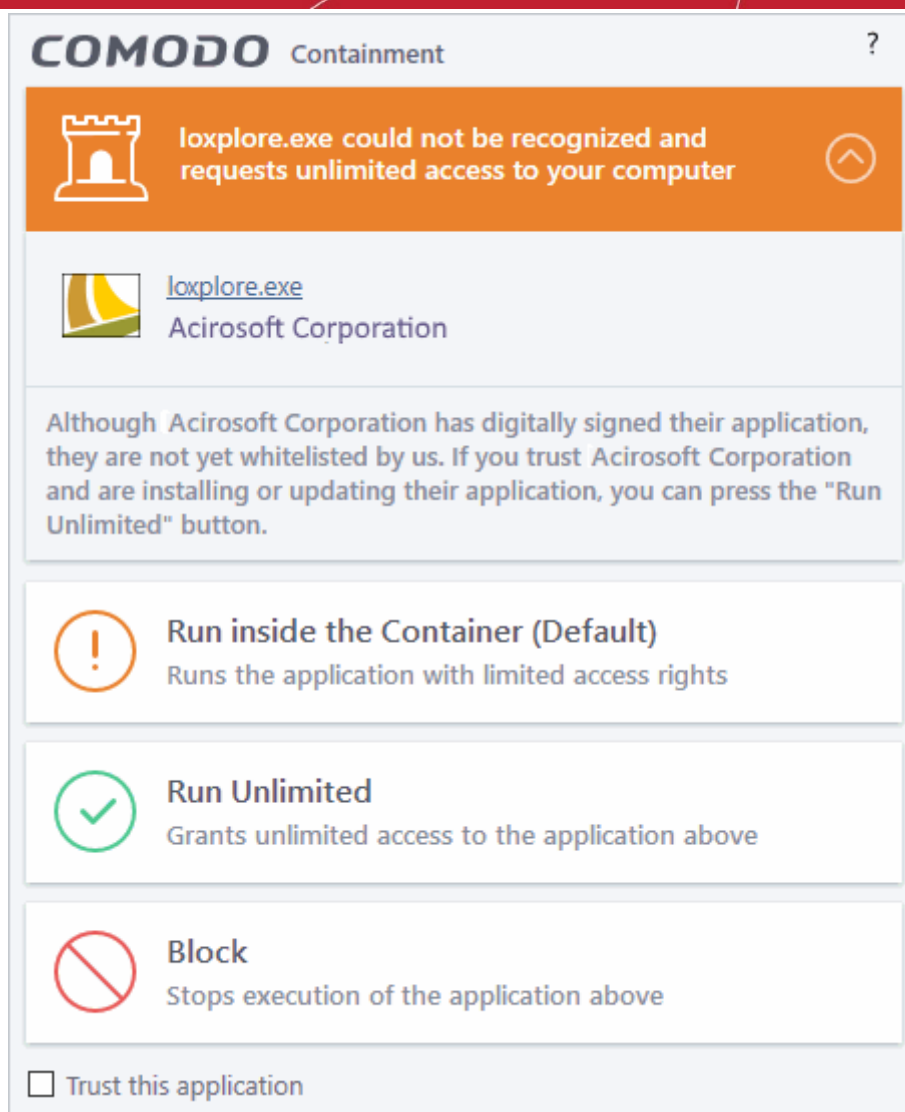 COMODO Containment ?
loxplore.exe could not be recognized and
requests unlimited access to your computer
loxplore.exe
Acirosoft Corporation
Although Acirosoft Corporation has digitally signed their application,
they are not yet whitelisted by us. If you trust Acirosoft Corporation
and are installing or updating their application, you can press the "Run
Unlimited" button.
Run inside the Container (Default)
Runs the application with limited access rights
Run Unlimited
Grants unlimited access to the application above
Block
Stops execution of the application above
Trust this application